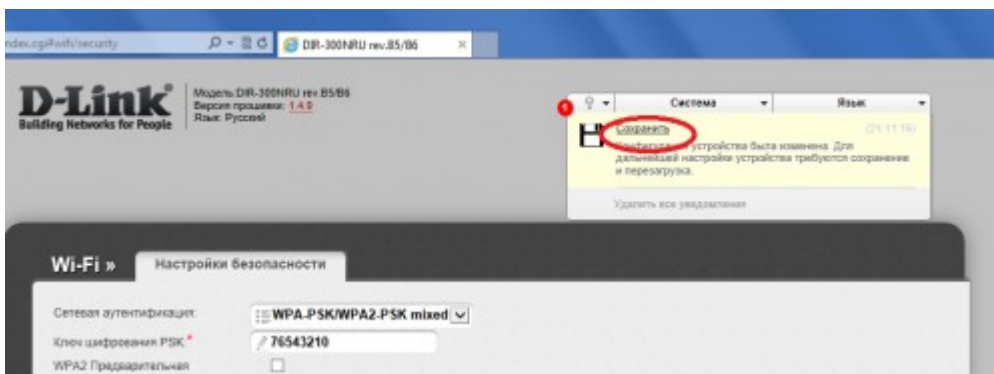 ndex.cgi#wifi/security
DIR-300NRU rev.B5/B6
D-Link
Building Networks for People
Модель: DIR-300NRU rev.B5/B6
Версия прошивки: 1.4.9
Язык: Русский
1
Система
Язык
Сохранить
(21:11:16)
Конфигурация устройства была изменена. Для
дальнейшей настройки устройства требуются сохранение
и перезагрузка.
Удалить все уведомления
Wi-Fi »
Настройки безопасности
Сетевая аутентификация:
WPA-PSK/WPA2-PSK mixed
Ключ шифрования PSK:*
76543210
WPA2 Предварительная